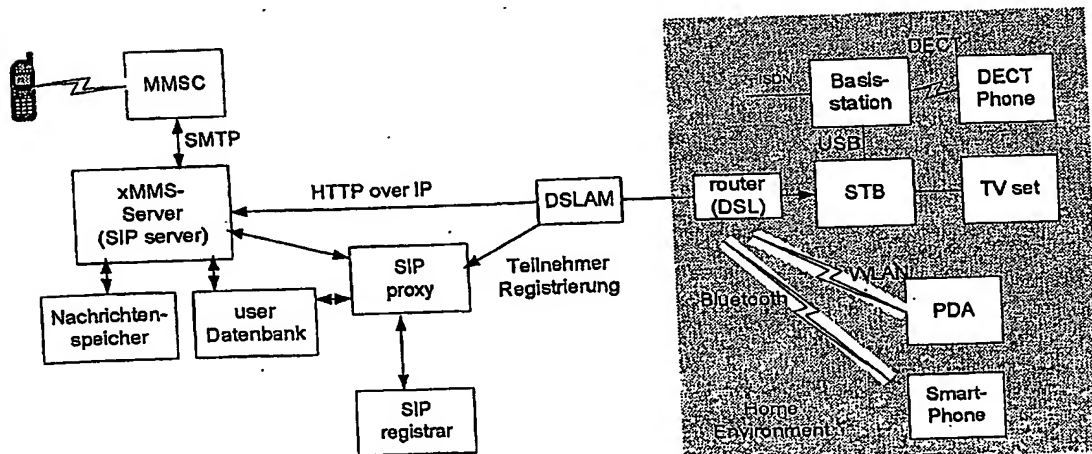 MMSC
SMTP
xMMS-
Server
(SIP server)
HTTP over IP
DSLAM
Nachrichten-
speicher
user
Datenbank
SIP
proxy
Teilnehmer
Registrierung
SIP
registrar
DECT
ISDN
Basis-
station
DECT
Phone
USB
router
(DSL)
STB
TV set
WLAN
Bluetooth
PDA
Smart-
Phone
Home
Environment